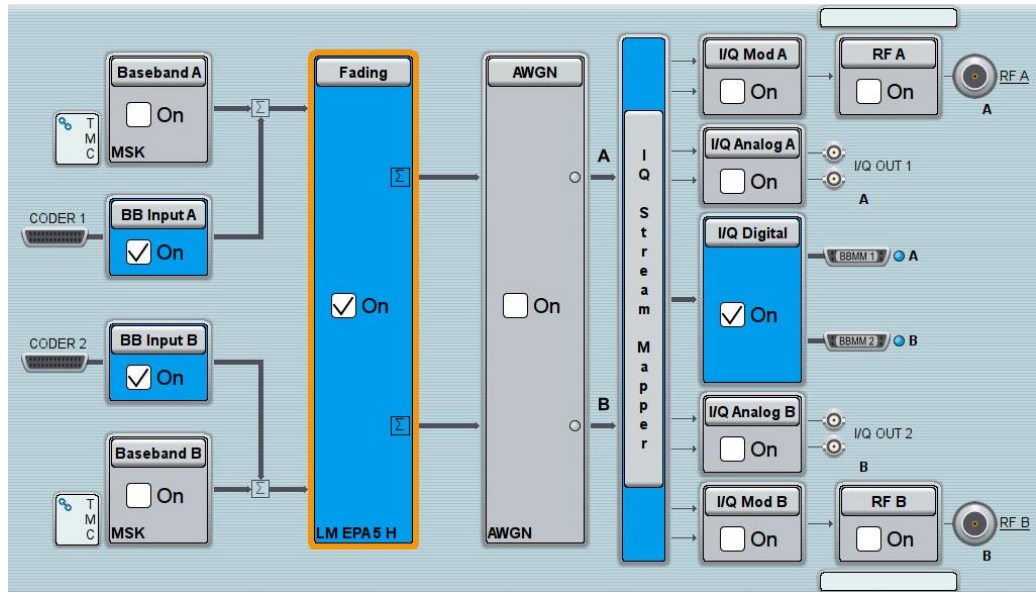 Baseband A
On
T
M
C
MSK
CODER 1
BB Input A
On
CODER 2
BB Input B
On
Baseband B
On
T
M
C
MSK
Fading
Σ
Σ
On
Σ
Σ
LM EPA 5 H
AWGN
On
AWGN
A
B
I
Q
S
t
r
e
a
m
M
a
p
p
e
r
I/Q Mod A
On
RF A
On
RF A
A
I/Q Analog A
On
I/Q OUT 1
A
I/Q Digital
On
BBMM 1
A
BBMM 2
B
I/Q Analog B
On
I/Q OUT 2
B
I/Q Mod B
On
RF B
On
RF B
B